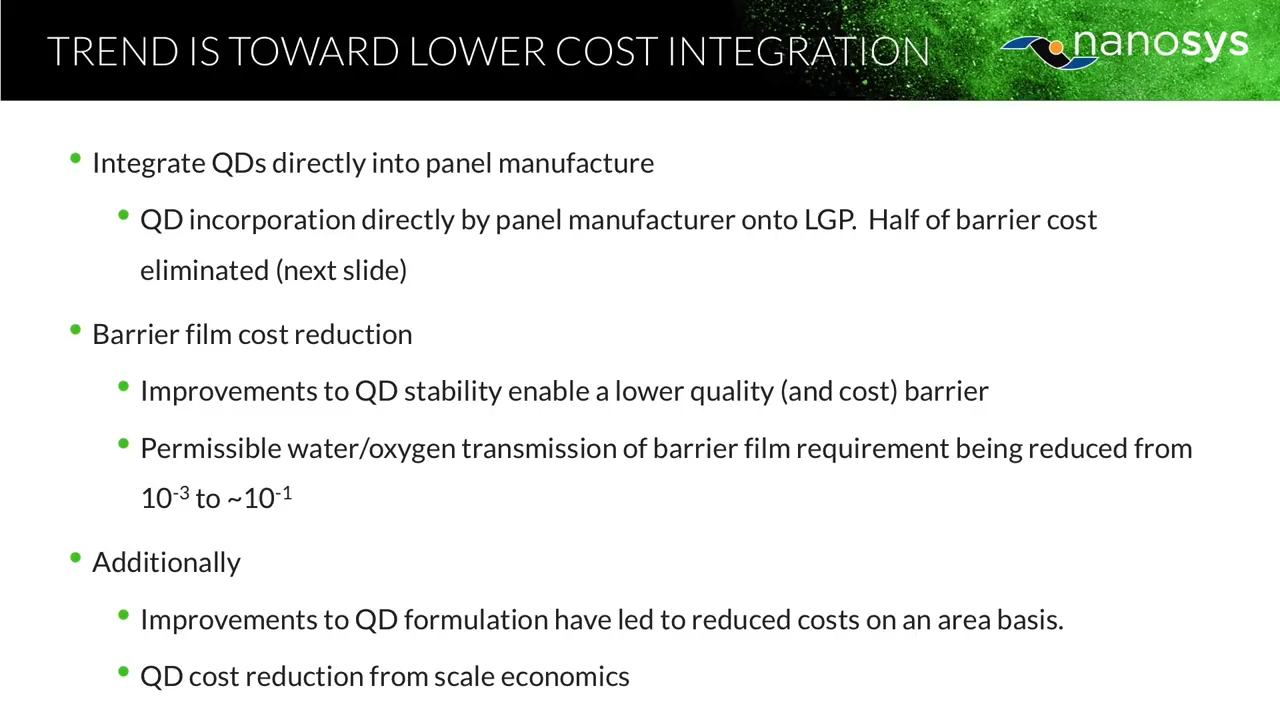 TREND IS TOWARD LOWER COST INTEGRATION
nanosys
• Integrate QDs directly into panel manufacture
• QD incorporation directly by panel manufacturer onto LGP.  Half of barrier cost
eliminated (next slide)
• Barrier film cost reduction
• Improvements to QD stability enable a lower quality (and cost) barrier
• Permissible water/oxygen transmission of barrier film requirement being reduced from
10⁻³ to ~10⁻¹
• Additionally
• Improvements to QD formulation have led to reduced costs on an area basis.
• QD cost reduction from scale economics